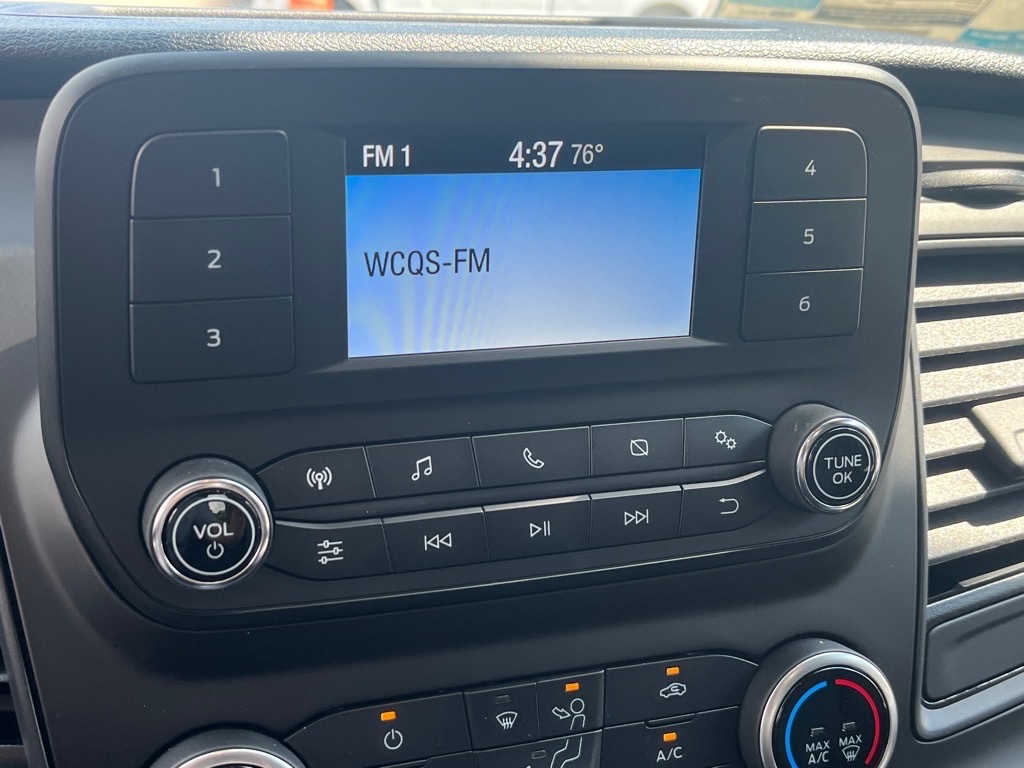 FM 1 4:37 76°
WCQS-FM
1
2
3
4
5
6
VOL
TUNE
OK
A/C
MAX
A/C
MAX